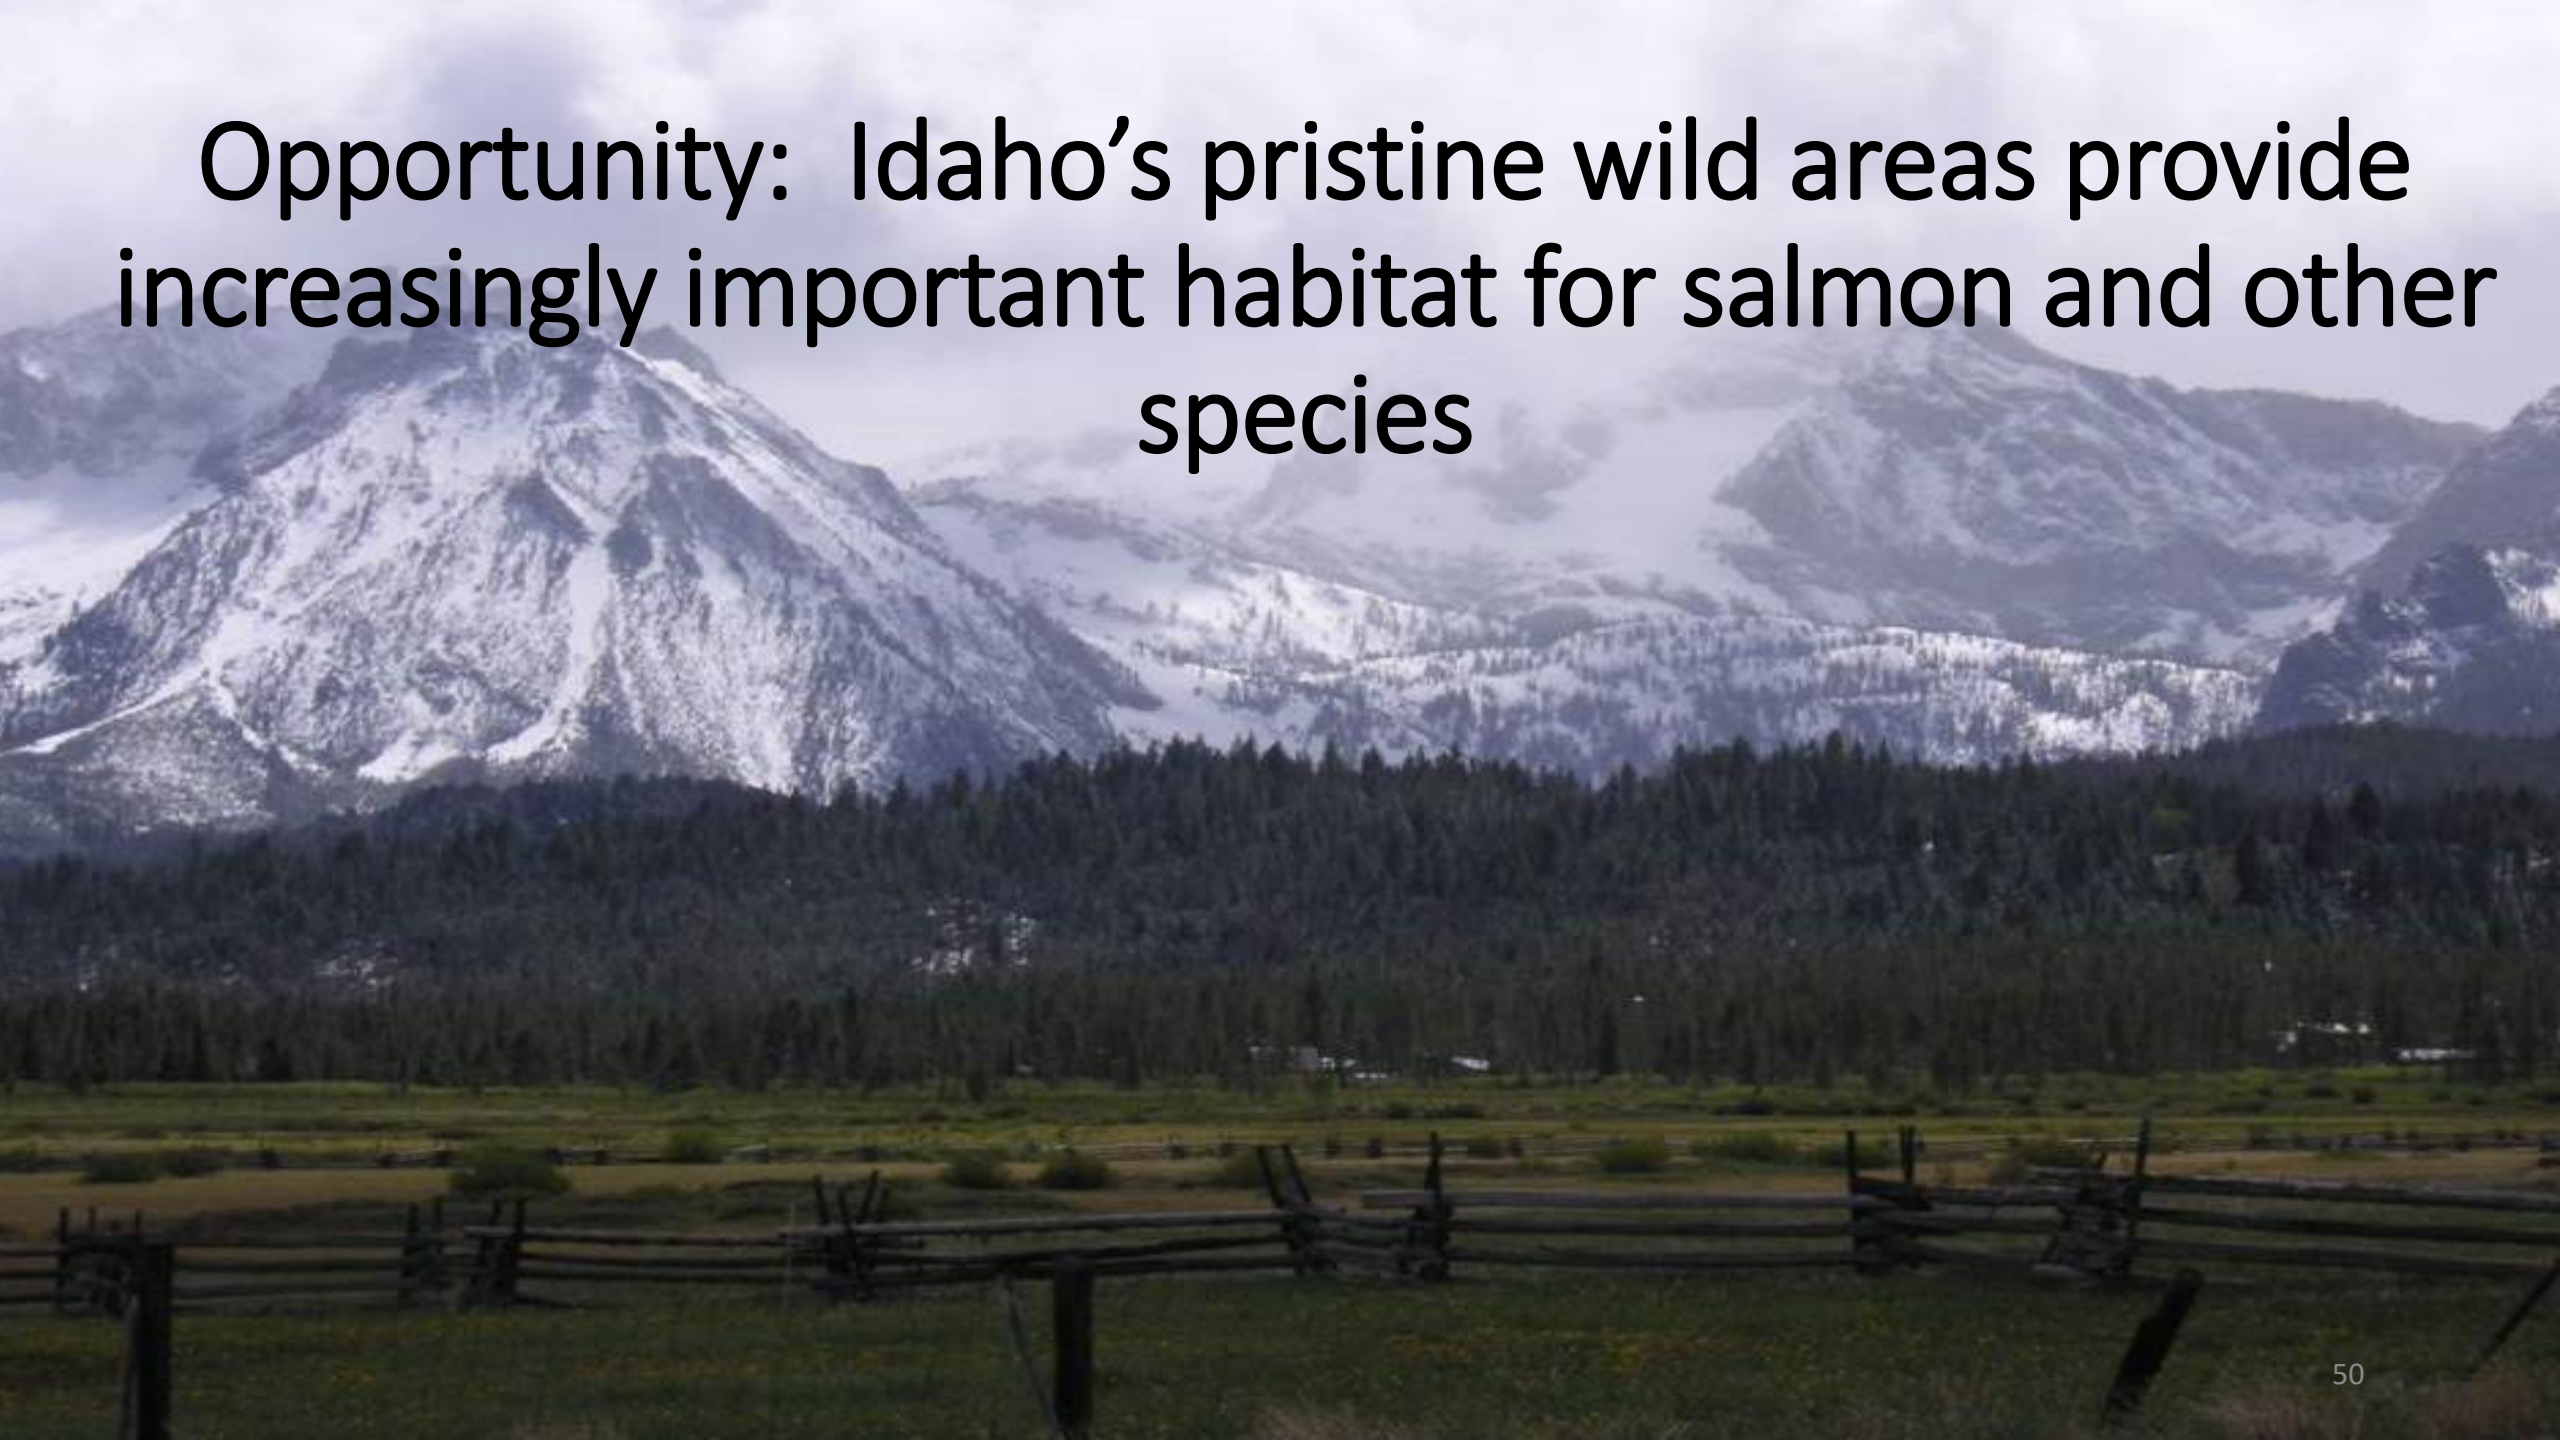 Opportunity:  Idaho’s pristine wild areas provide
increasingly important habitat for salmon and other
species
50